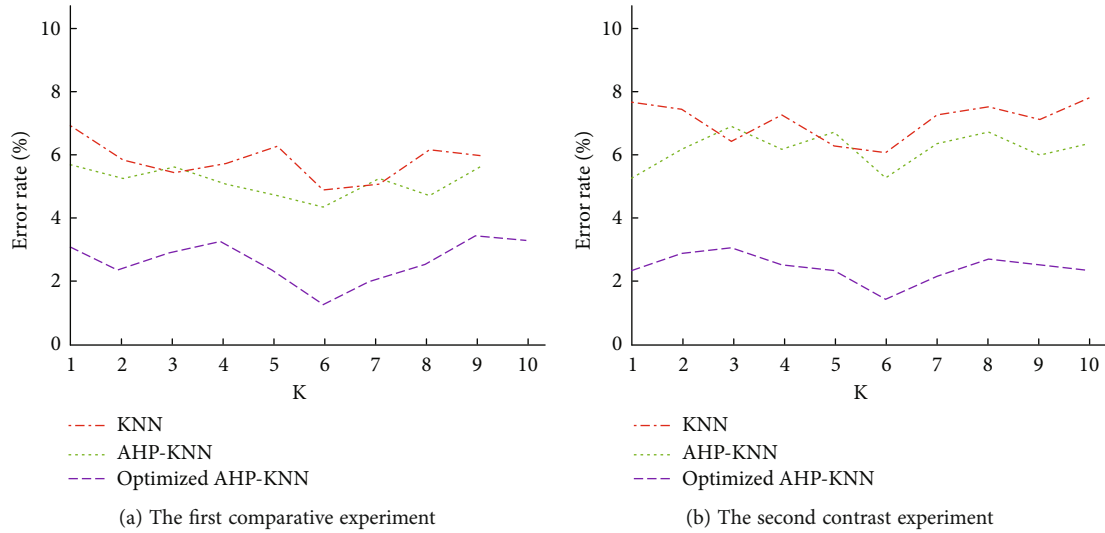 10
8
6
4
2
0
Error rate (%)
1 2 3 4 5 6 7 8 9 10
K
KNN
AHP-KNN
Optimized AHP-KNN
(a) The first comparative experiment
10
8
6
4
2
0
Error rate (%)
1 2 3 4 5 6 7 8 9 10
K
KNN
AHP-KNN
Optimized AHP-KNN
(b) The second contrast experiment